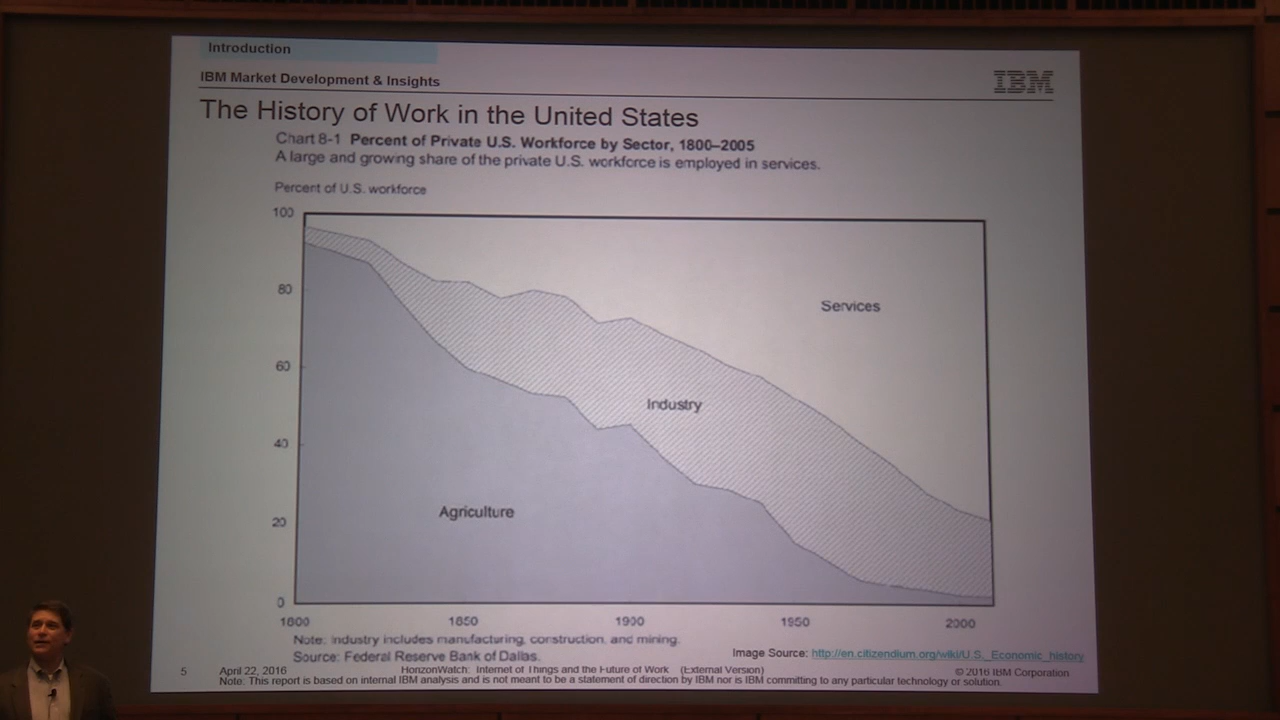 Introduction
IBM Market Development & Insights
IBM
The History of Work in the United States
Chart 8-1 Percent of Private U.S. Workforce by Sector, 1800–2005
A large and growing share of the private U.S. workforce is employed in services.
Percent of U.S. workforce
100
80
60
40
20
0
Services
Industry
Agriculture
1800 1850 1900 1950 2000
Note: Industry includes manufacturing, construction, and mining.
Source: Federal Reserve Bank of Dallas.
Image Source: http://en.citizendium.org/wiki/U.S._Economic_history
5 April 22, 2016 HorizonWatch: Internet of Things and the Future of Work (External Version) © 2016 IBM Corporation
Note: This report is based on internal IBM analysis and is not meant to be a statement of direction by IBM nor is IBM committing to any particular technology or solution.